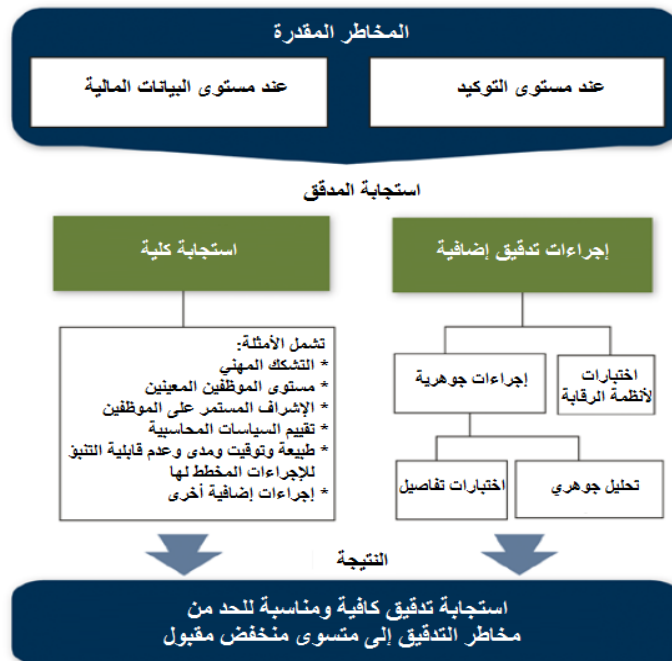 المخاطر المقدرة
عند مستوى التوكيد
عند مستوى البيانات المالية
استجابة المدقق
إجراءات تدقيق إضافية
استجابة كلية
اختبارات
لأنظمة الرقابة
إجراءات جوهرية
تحليل جوهري
اختبارات تفاصيل
تشمل الأمثلة:
* التشكك المهني
* مستوى الموظفين المعينين
* الإشراف المستمر على الموظفين
* تقييم السياسات المحاسبية
* طبيعة وتوقيت ومدى وعدم قابلية التنبؤ
للإجراءات المخطط لها
* إجراءات إضافية أخرى
النتيجة
استجابة تدقيق كافية ومناسبة للحد من
مخاطر التدقيق إلى متسوى منخفض مقبول